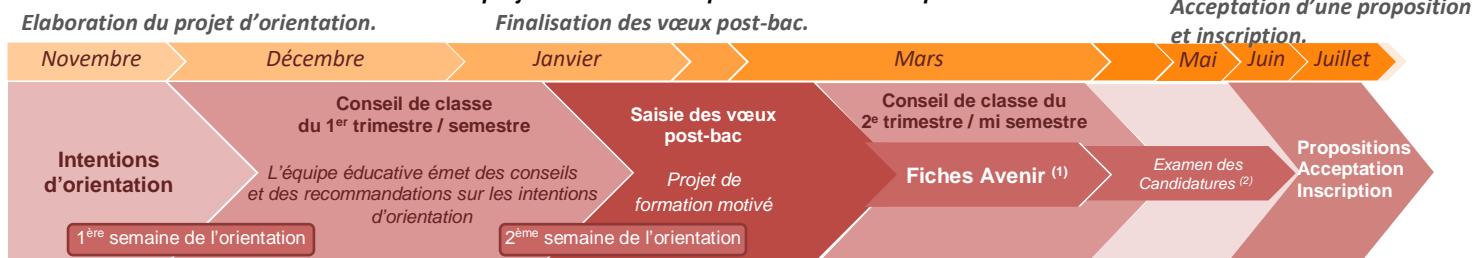 Elaboration du projet d’orientation.
Finalisation des vœux post-bac.
Acceptation d’une proposition
et inscription.
Novembre
Décembre
Janvier
Mars
Mai
Juin
Juillet
Intentions
d’orientation
1ère semaine de l’orientation
Conseil de classe
du 1er trimestre / semestre
L’équipe éducative émet des conseils
et des recommandations sur les intentions
d’orientation
2ème semaine de l’orientation
Saisie des vœux
post-bac
Projet de
formation motivé
Conseil de classe du
2e trimestre / mi semestre
Fiches Avenir (1)
Examen des
Candidatures (2)
Propositions
Acceptation
Inscription